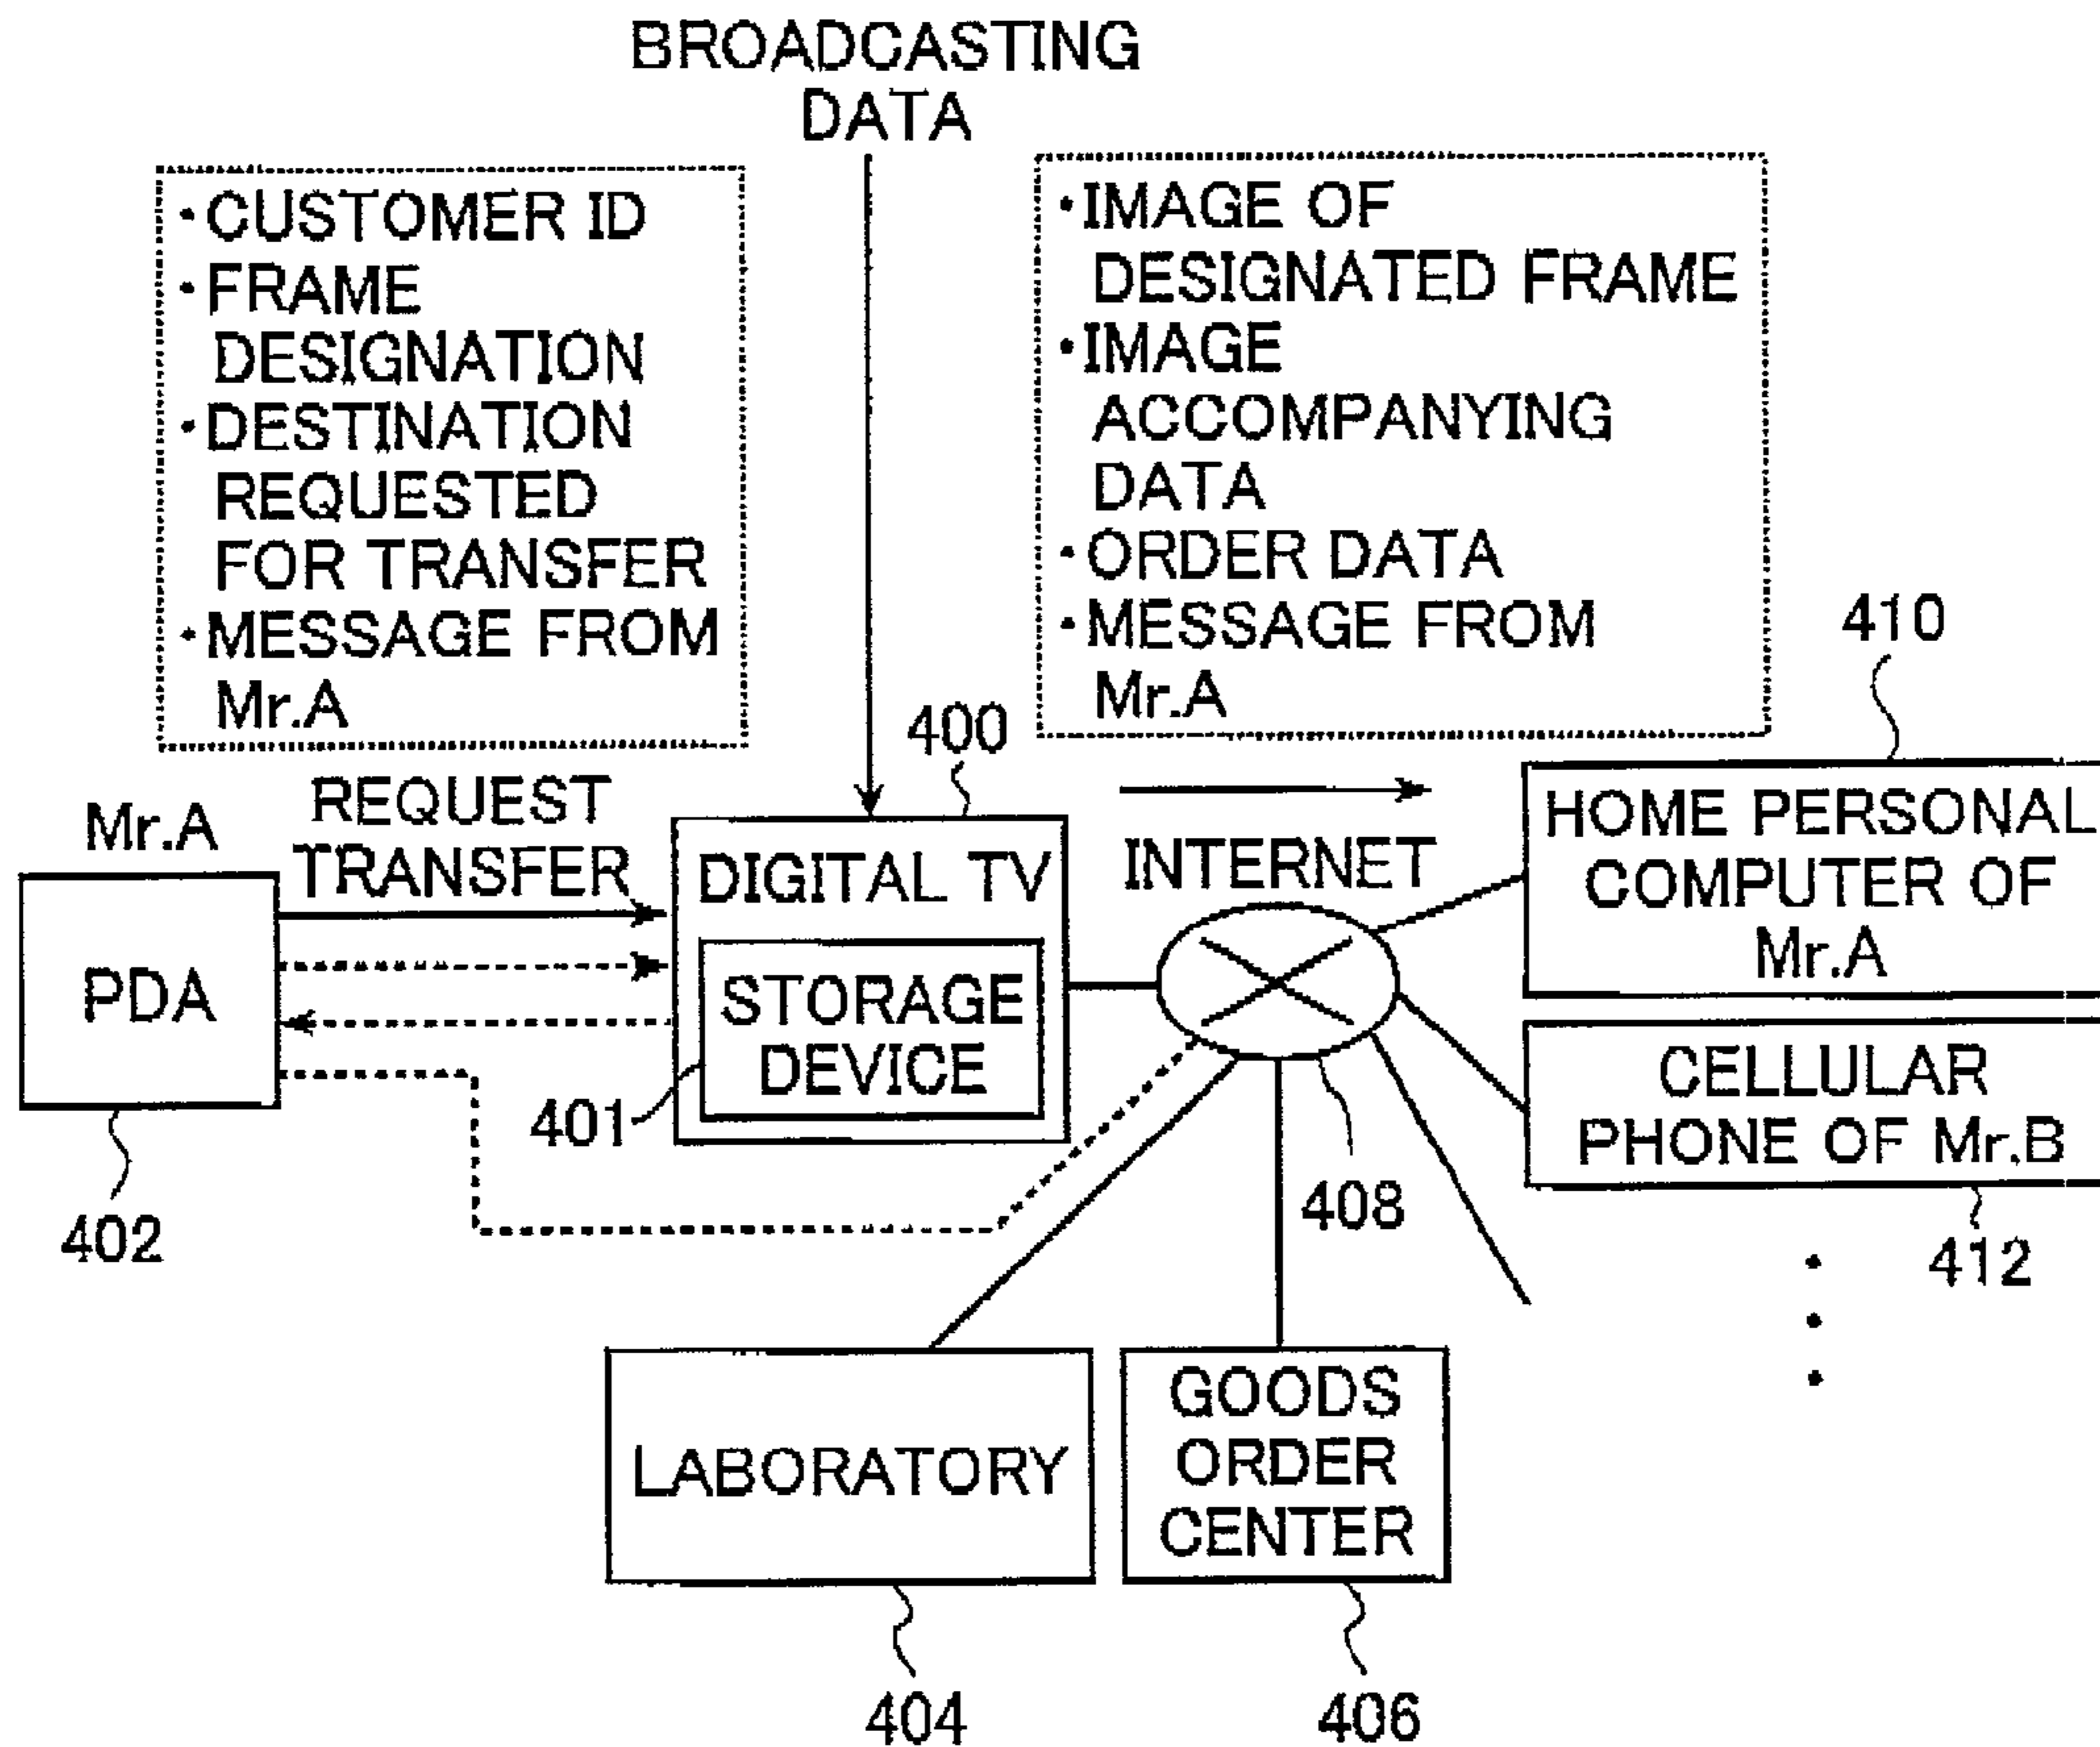 BROADCASTING
DATA
・CUSTOMER ID
・FRAME
DESIGNATION
・DESTINATION
REQUESTED
FOR TRANSFER
・MESSAGE FROM
Mr.A
・IMAGE OF
DESIGNATED FRAME
・IMAGE
ACCOMPANYING
DATA
・ORDER DATA
・MESSAGE FROM
Mr.A
410
400
Mr.A
REQUEST
TRANSFER
PDA
402
DIGITAL TV
STORAGE
DEVICE
401
INTERNET
408
HOME PERSONAL
COMPUTER OF
Mr.A
CELLULAR
PHONE OF Mr.B
412
LABORATORY
404
GOODS
ORDER
CENTER
406